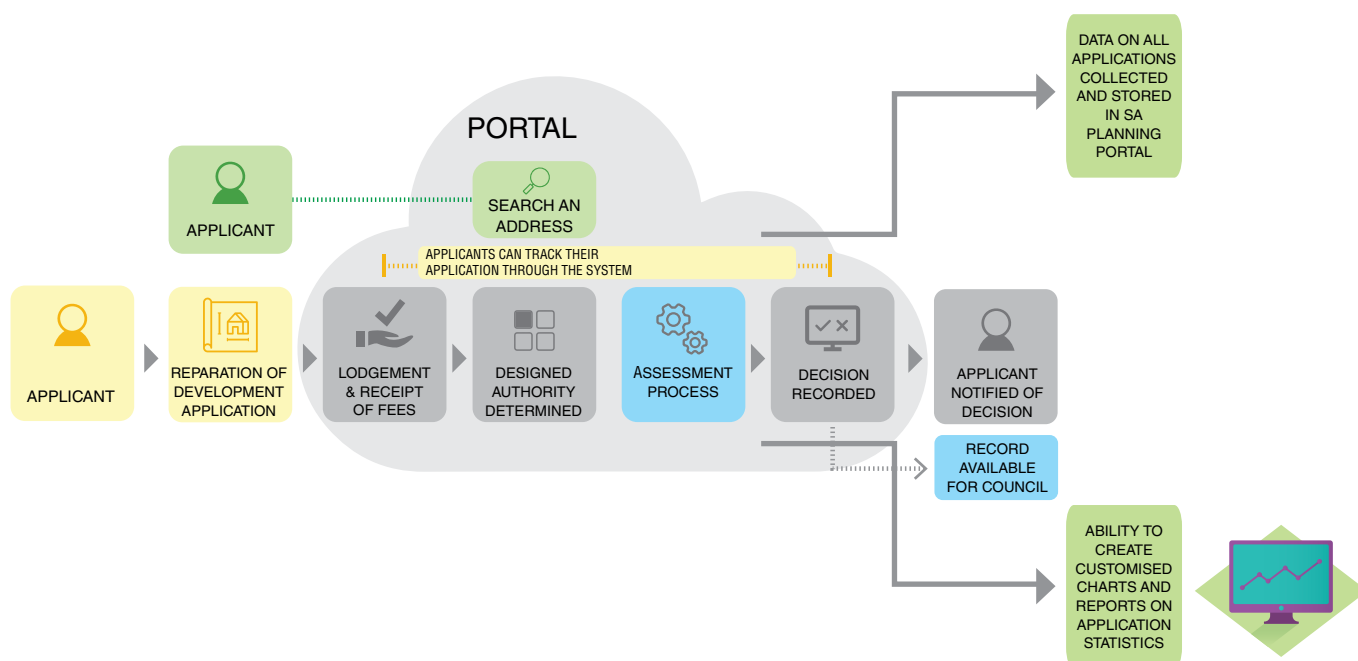 PORTAL
APPLICANT
SEARCH AN
ADDRESS
APPLICANTS CAN TRACK THEIR
APPLICATION THROUGH THE SYSTEM
APPLICANT
REPARATION OF
DEVELOPMENT
APPLICATION
LODGEMENT
& RECEIPT
OF FEES
DESIGNED
AUTHORITY
DETERMINED
ASSESSMENT
PROCESS
DECISION
RECORDED
APPLICANT
NOTIFIED OF
DECISION
RECORD
AVAILABLE
FOR COUNCIL
DATA ON ALL
APPLICATIONS
COLLECTED
AND STORED
IN SA
PLANNING
PORTAL
ABILITY TO
CREATE
CUSTOMISED
CHARTS AND
REPORTS ON
APPLICATION
STATISTICS